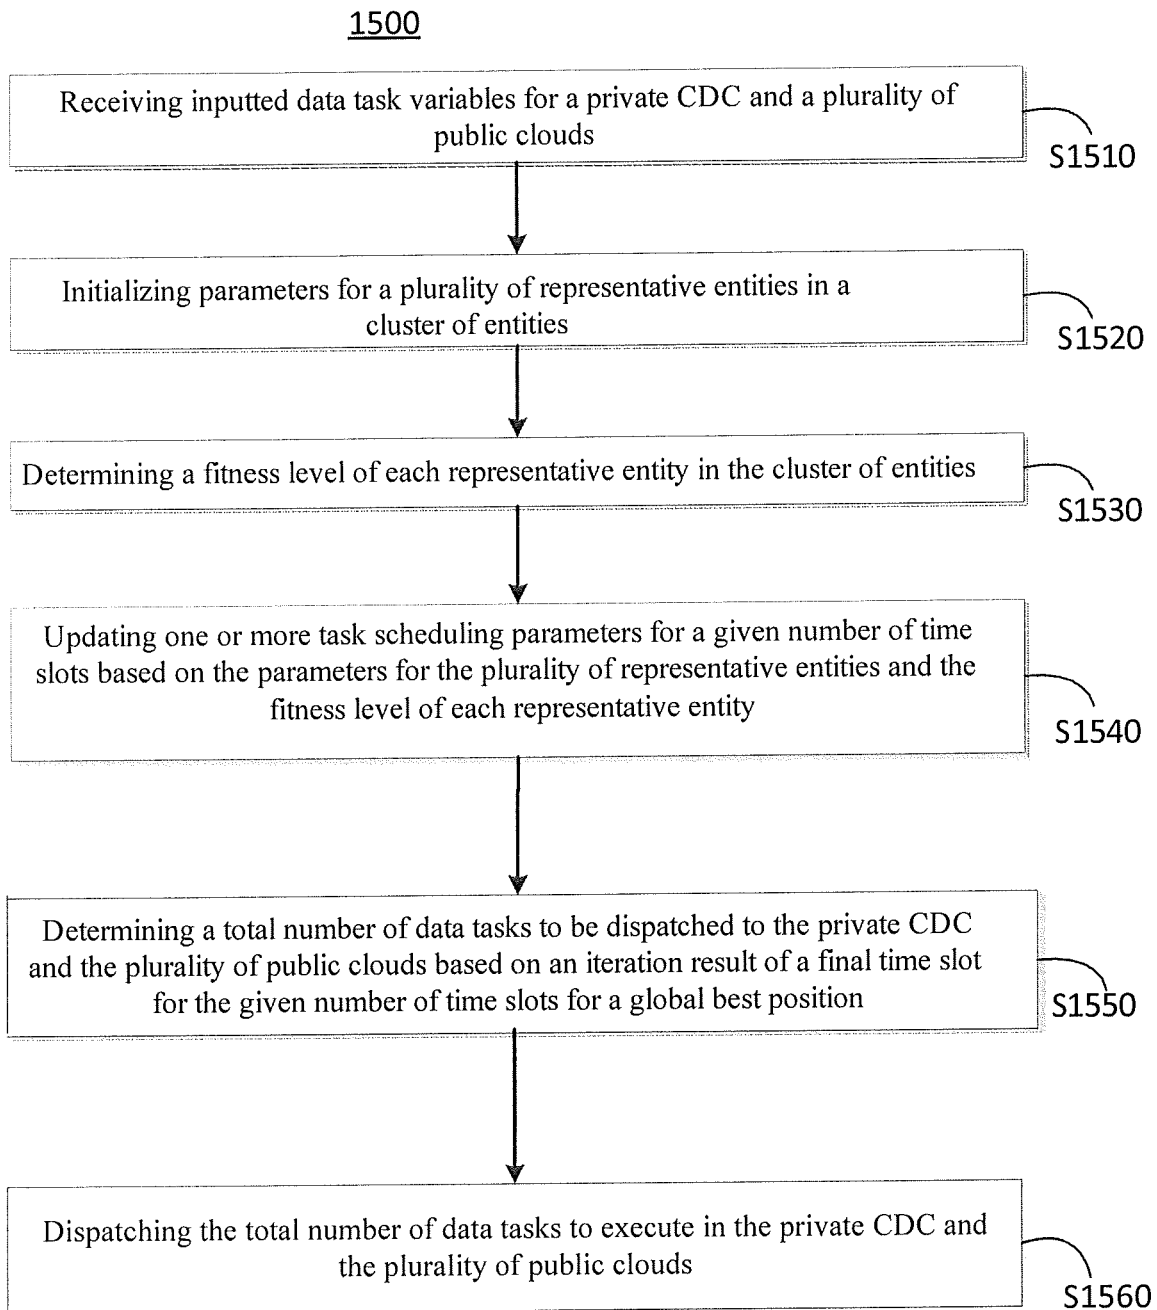 1500
Receiving inputted data task variables for a private CDC and a plurality of
public clouds
S1510
Initializing parameters for a plurality of representative entities in a
cluster of entities
S1520
Determining a fitness level of each representative entity in the cluster of entities
S1530
Updating one or more task scheduling parameters for a given number of time
slots based on the parameters for the plurality of representative entities and the
fitness level of each representative entity
S1540
Determining a total number of data tasks to be dispatched to the private CDC
and the plurality of public clouds based on an iteration result of a final time slot
for the given number of time slots for a global best position
S1550
Dispatching the total number of data tasks to execute in the private CDC and
the plurality of public clouds
S1560